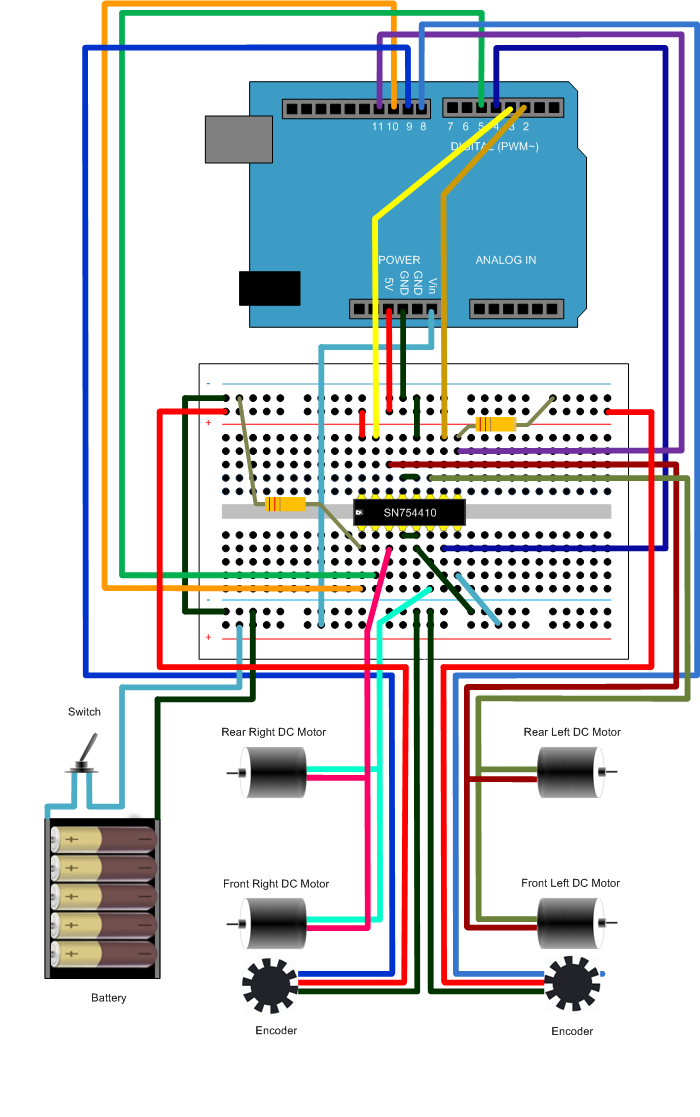 11 10 9 8 7 6 5 4 3 2
DIGITAL (PWM~)
POWER ANALOG IN
5V GND GND Vin
-
+
SN754410
-
+
Switch
Rear Right DC Motor Rear Left DC Motor
Front Right DC Motor Front Left DC Motor
Battery
Encoder Encoder